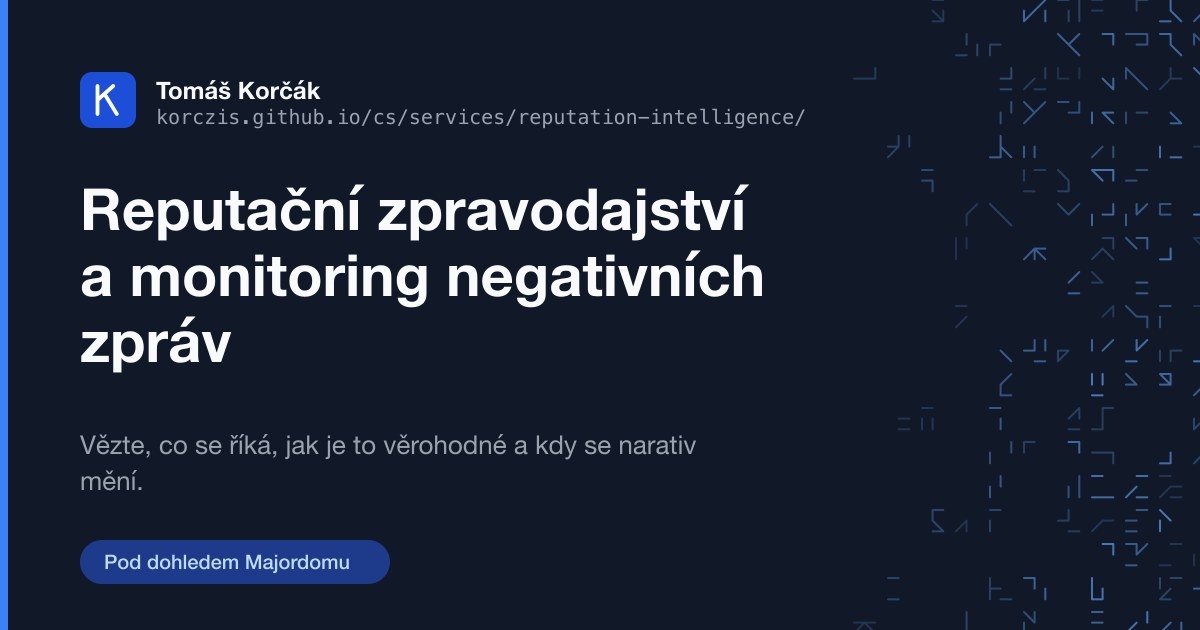 K
Tomáš Korčák
korczis.github.io/cs/services/reputation-intelligence/
Reputační zpravodajství
a monitoring negativních
zpráv
Vězte, co se říká, jak je to věrohodné a kdy se narativ
mění.
Pod dohledem Majordomu